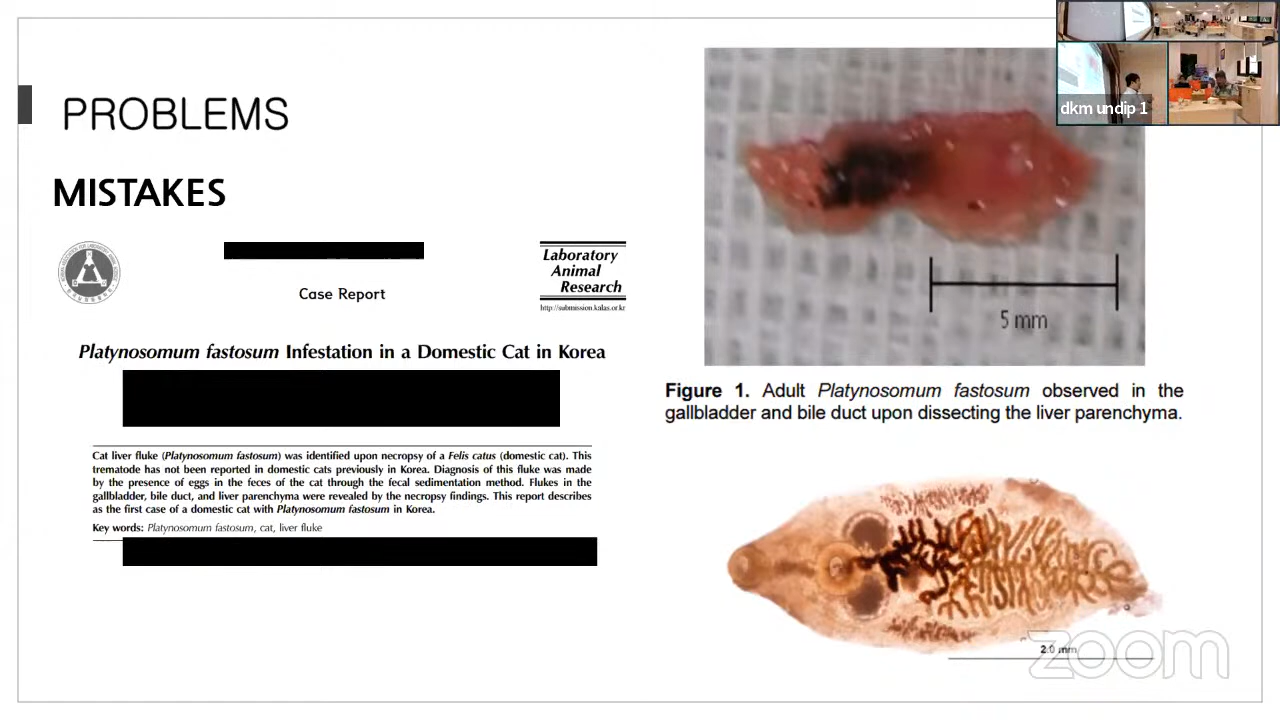 PROBLEMS
MISTAKES
Case Report
Laboratory
Animal
Research
http://submission.kalas.or.kr
Platynosomum fastosum Infestation in a Domestic Cat in Korea
Cat liver fluke (Platynosomum fastosum) was identified upon necropsy of a Felis catus (domestic cat). This
trematode has not been reported in domestic cats previously in Korea. Diagnosis of this fluke was made
by the presence of eggs in the feces of the cat through the fecal sedimentation method. Flukes in the
gallbladder, bile duct, and liver parenchyma were revealed by the necropsy findings. This report describes
as the first case of a domestic cat with Platynosomum fastosum in Korea.
Key words: Platynosomum fastosum, cat, liver fluke
dkm undip 1
5 mm
Figure 1. Adult Platynosomum fastosum observed in the
gallbladder and bile duct upon dissecting the liver parenchyma.
2.0 mm
zoom